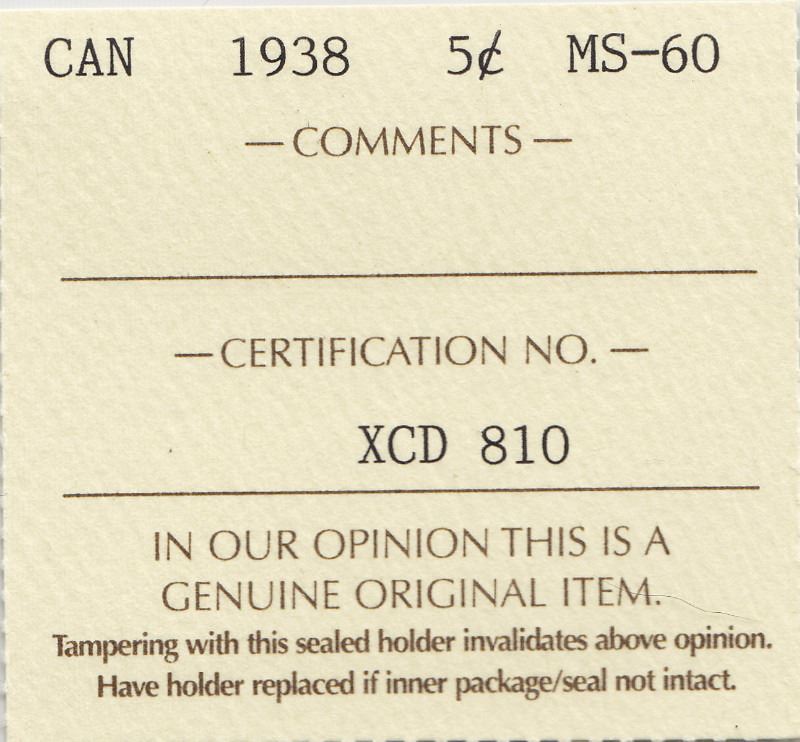 CAN 1938 5¢ MS-60
—COMMENTS—
—CERTIFICATION NO.—
XCD 810
IN OUR OPINION THIS IS A
GENUINE ORIGINAL ITEM.
Tampering with this sealed holder invalidates above opinion.
Have holder replaced if inner package/seal not intact.